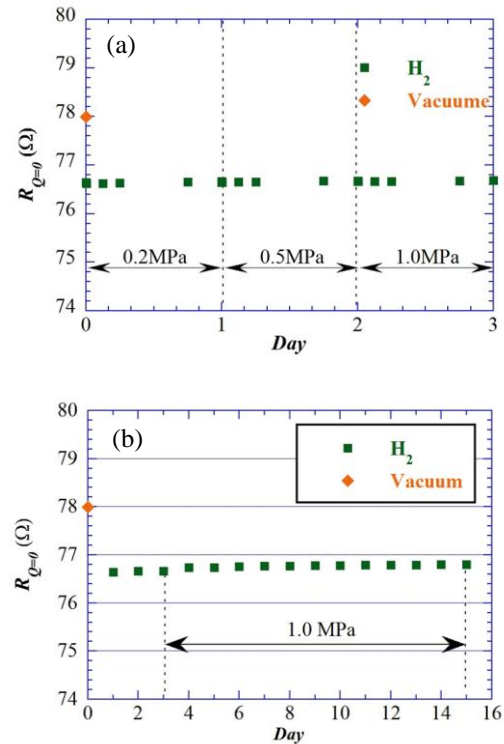 (a)
80
79
78
77
76
75
74
R_{Q=0} (Ω)
H_2
Vacuume
0.2MPa 0.5MPa 1.0MPa
0 1 2 3
Day
(b)
80
79
78
77
76
75
74
R_{Q=0} (Ω)
H_2
Vacuum
1.0 MPa
0 2 4 6 8 10 12 14 16
Day